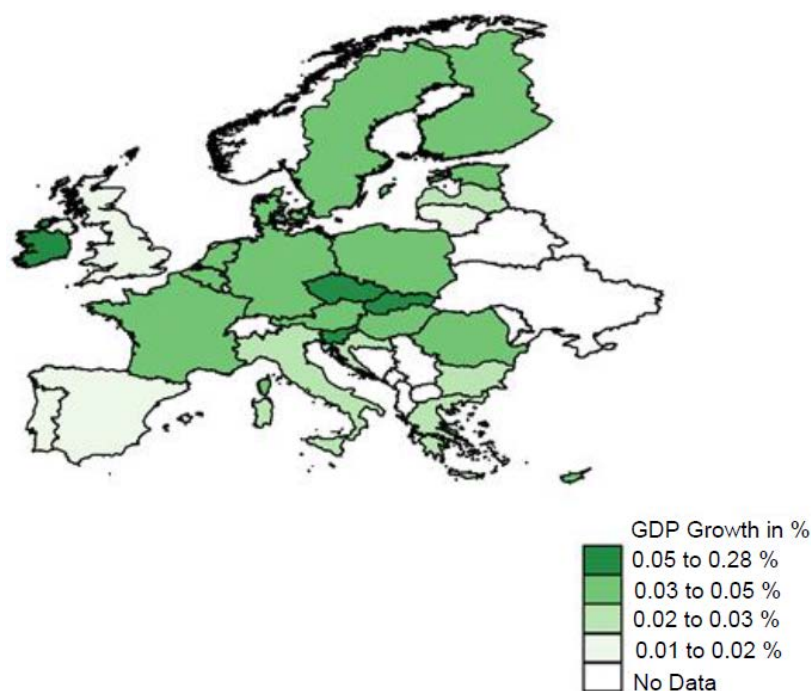 GDP Growth in %
0.05 to 0.28 %
0.03 to 0.05 %
0.02 to 0.03 %
0.01 to 0.02 %
No Data